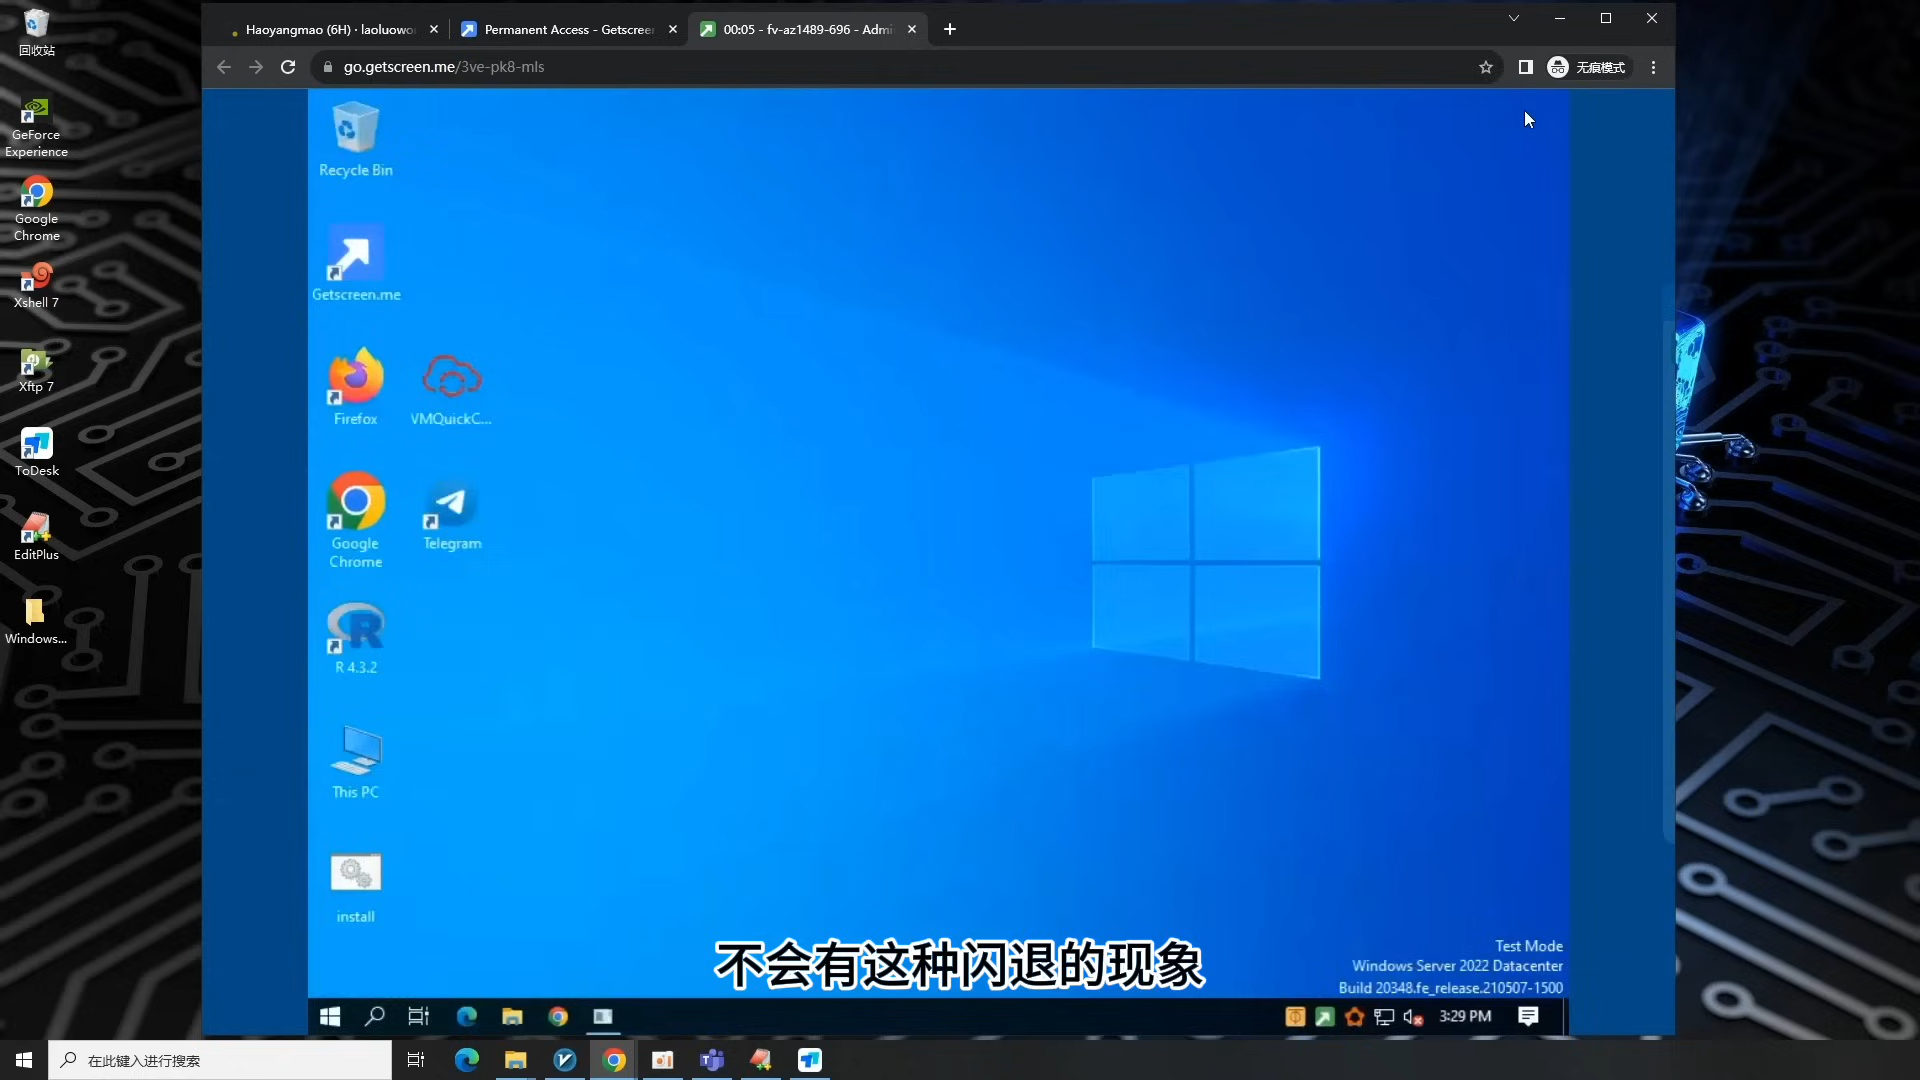 回收站
GeForce
Experience
Google
Chrome
Xshell 7
Xftp 7
ToDesk
EditPlus
Windows...
Haoyangmao (6H) · laoluowo
Permanent Access - Getscreen
00:05 - fv-az1489-696 - Admi
go.getscreen.me/3ve-pk8-mls
无痕模式
Recycle Bin
Getscreen.me
Firefox
VMQuickC...
Google
Chrome
Telegram
R 4.3.2
This PC
install
不会有这种闪退的现象
Test Mode
Windows Server 2022 Datacenter
Build 20348.fe_release.210507-1500
3:29 PM
在此键入进行搜索